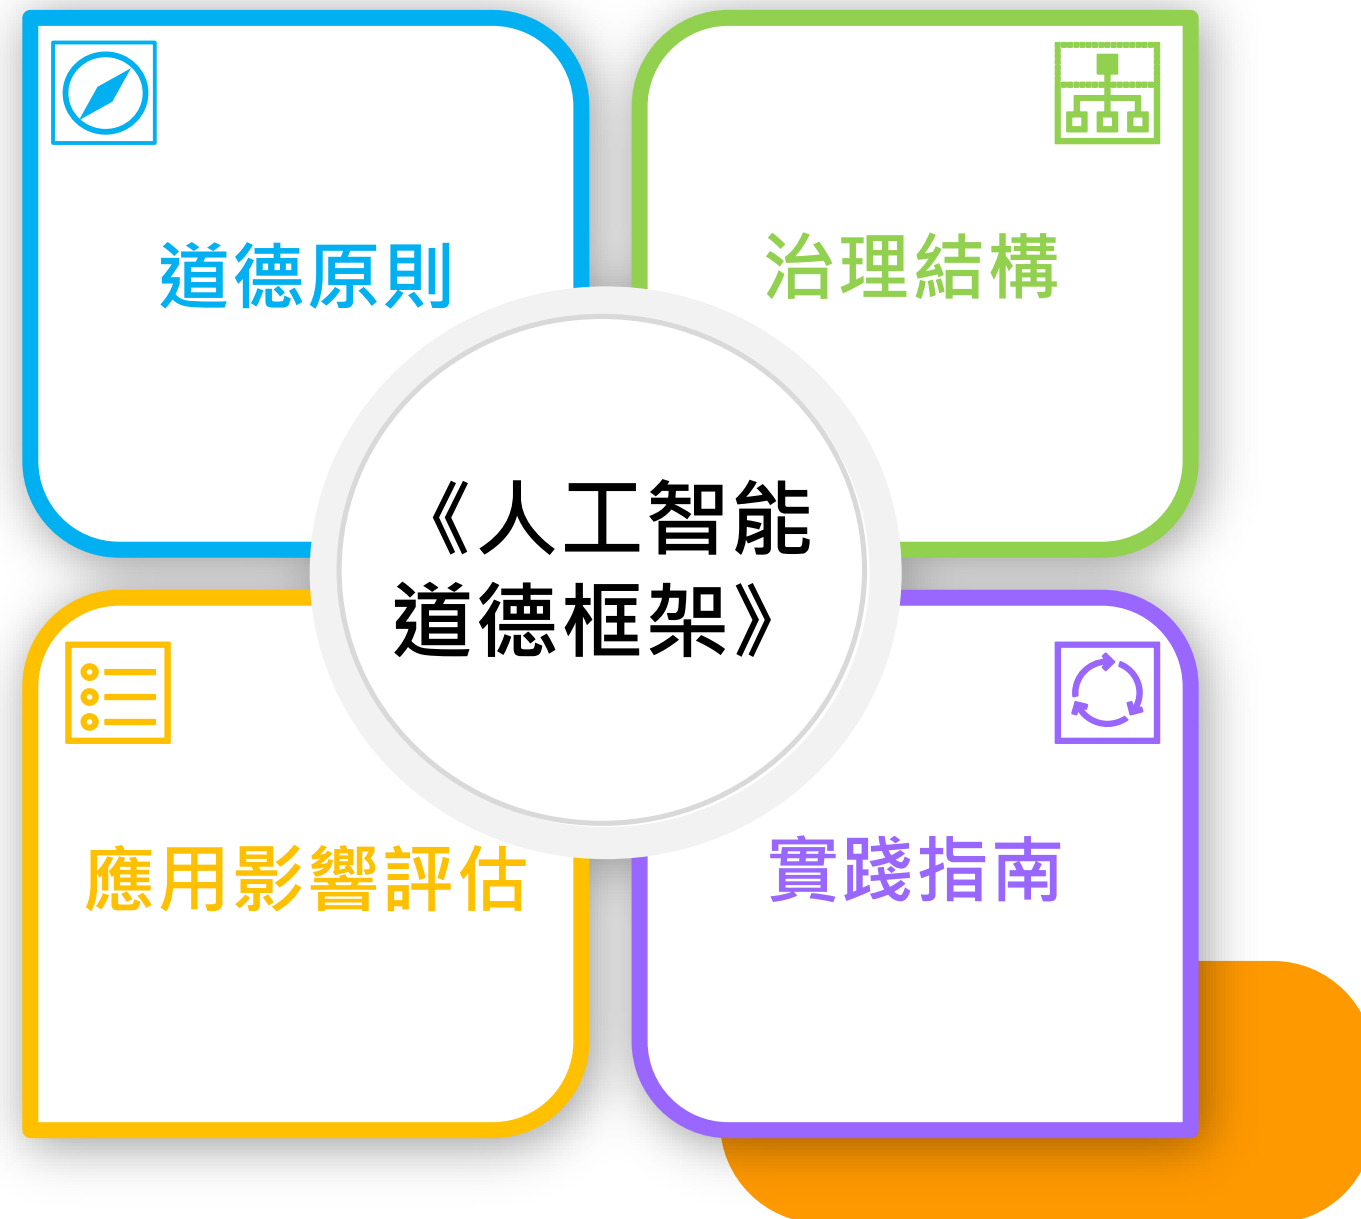 道德原則
治理結構
《人工智能
道德框架》
應用影響評估
實踐指南